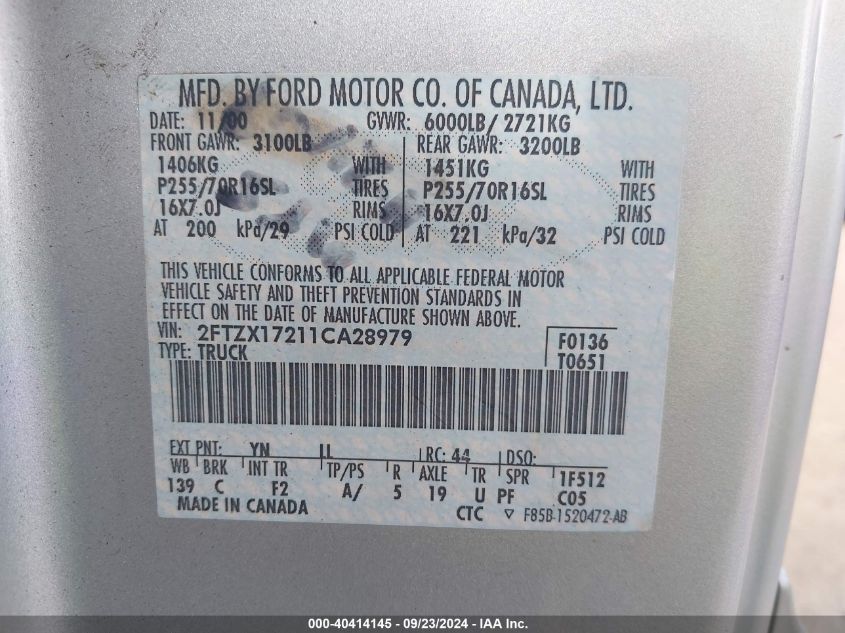 MFD. BY FORD MOTOR CO. OF CANADA, LTD.
DATE: 11/00 GVWR: 6000LB/ 2721KG
FRONT GAWR: 3100LB REAR GAWR: 3200LB
1406KG WITH 1451KG WITH
P255/70R16SL TIRES P255/70R16SL TIRES
16X7.0J RIMS 16X7.0J RIMS
AT 200 kPa/29 PSI COLD AT 221 kPa/32 PSI COLD
THIS VEHICLE CONFORMS TO ALL APPLICABLE FEDERAL MOTOR
VEHICLE SAFETY AND THEFT PREVENTION STANDARDS IN
EFFECT ON THE DATE OF MANUFACTURE SHOWN ABOVE.
VIN: 2FTZX17211CA28979 F0136
TYPE: TRUCK T0651
EXT PNT: YN RC: 44 DSO:
WB BRK INT TR TP/PS R AXLE TR SPR 1F512
139 C F2 A/ 5 19 U PF C05
MADE IN CANADA CTC F85B-1520472-AB
000-40414145 - 09/23/2024 - IAA Inc.